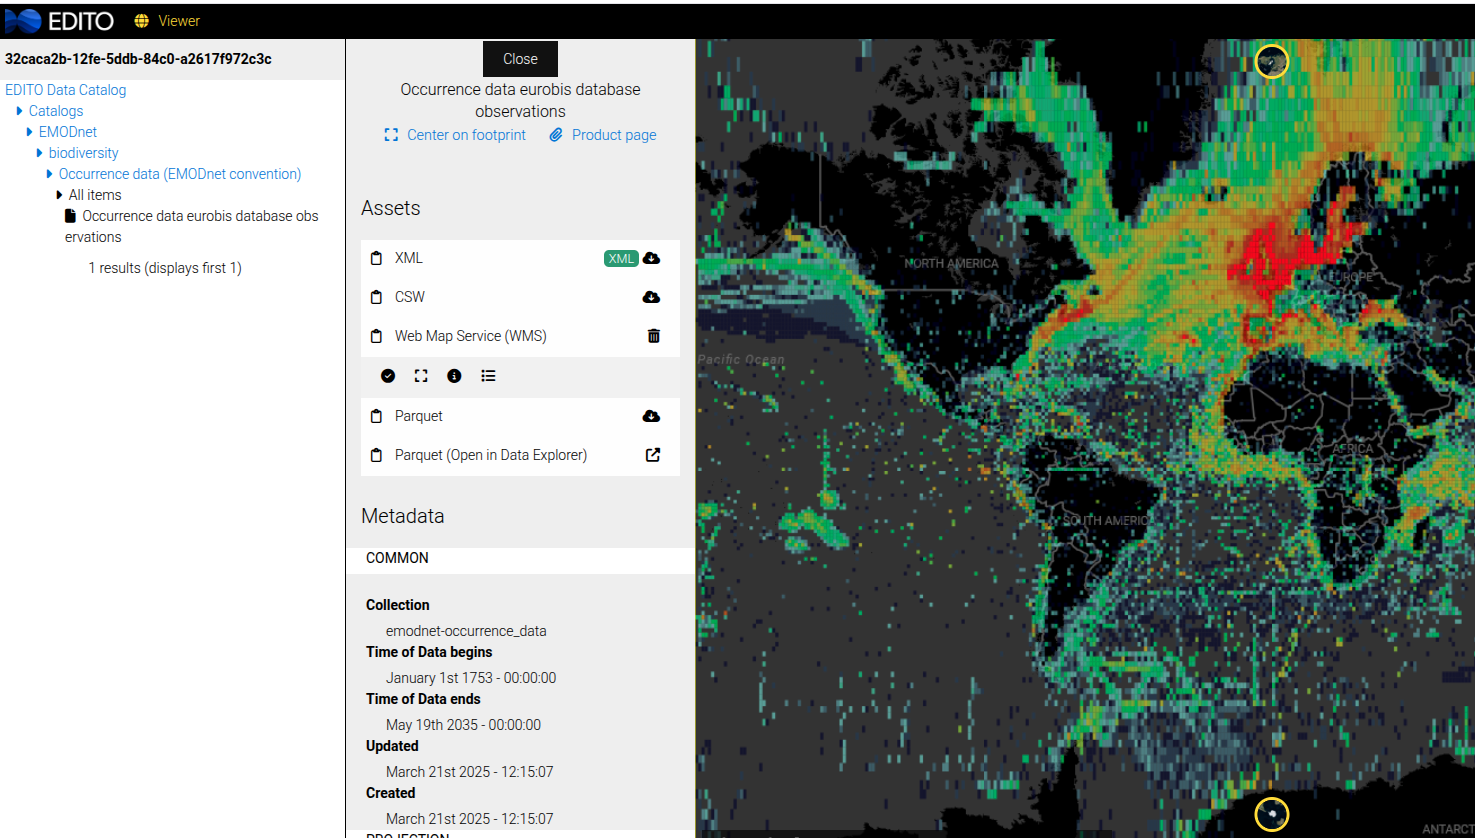 EDITO
Viewer
32caca2b-12fe-5ddb-84c0-a2617f972c3c
EDITO Data Catalog
Catalogs
EMODnet
biodiversity
Occurrence data (EMODnet convention)
All items
Occurrence data eurobis database obs
ervations
1 results (displays first 1)
Close
Occurrence data eurobis database
observations
Center on footprint
Product page
Assets
XML
XML
CSW
Web Map Service (WMS)
Parquet
Parquet (Open in Data Explorer)
Metadata
COMMON
Collection
emodnet-occurrence_data
Time of Data begins
January 1st 1753 - 00:00:00
Time of Data ends
May 19th 2035 - 00:00:00
Updated
March 21st 2025 - 12:15:07
Created
March 21st 2025 - 12:15:07
PROJECTION
NORTH AMERICA
EUROPE
Pacific Ocean
AFRICA
SOUTH AMERIC
ANTARCT